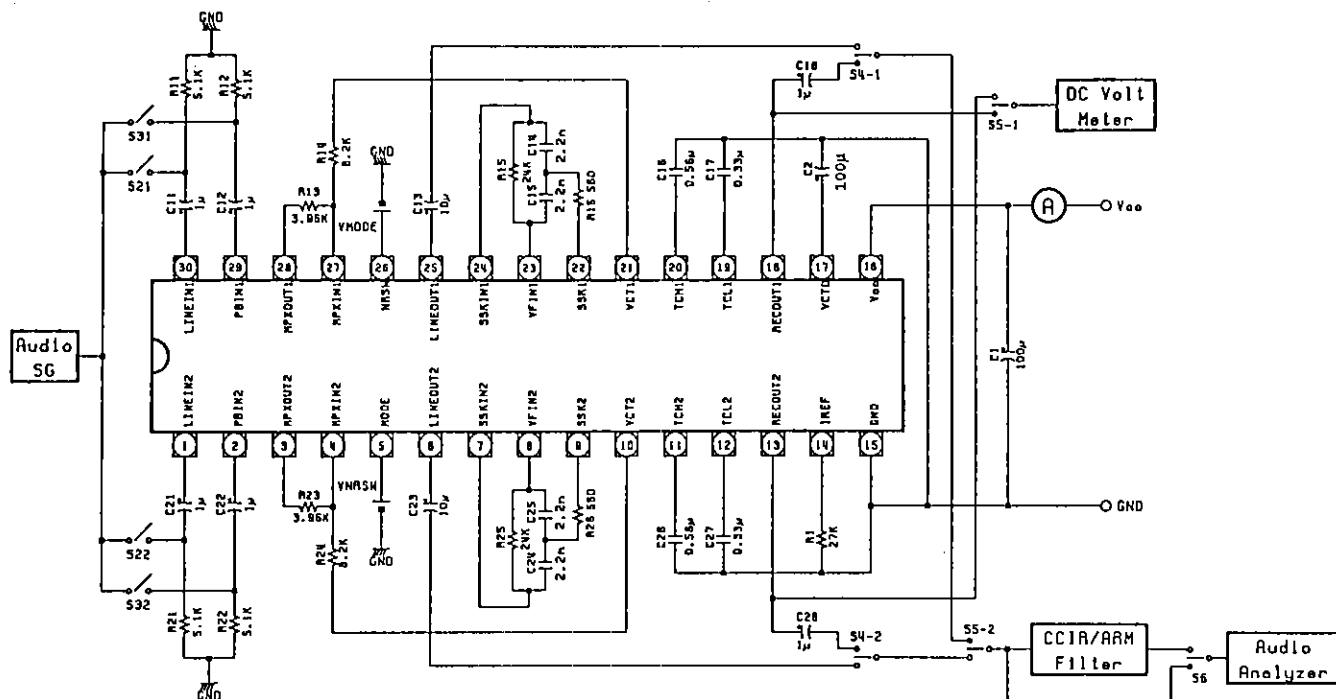 GND
R11
5.1K
R12
5.1K
S31
S21
C11
1µ
C12
1µ
R13
3.96K
R14
8.2K
GND
VMODE
C13
10µ
R15
24K
C14
2.2n
C15
2.2n
R16 560
C16
0.56µ
C17
0.33µ
C18
1µ
S4-1
C2
100µ
S5-1
DC Volt
Meter
A
Vaa
30
29
28
27
26
25
24
23
22
21
20
19
18
17
16
LINEIN1
PBIN1
MPXOUT1
MPXIN1
NRSW
LINEOUT1
SSKIN1
VFIN1
SSK1
VCT1
TCH1
TCL1
RECOUT1
Audio
SG
C1
100µ
LINEIN2
PBIN2
MPXOUT2
MPXIN2
MODE
LINEOUT2
SSKIN2
VFIN2
SSK2
VCT2
TCH2
TCL2
RECOUT2
IREF
GND
1
2
3
4
5
6
7
8
9
10
11
12
13
14
15
C21
1µ
C22
1µ
R23
3.96K
R24
8.2K
VNRSW
GND
C23
10µ
R25
24K
C25
2.2n
C24
2.2n
R26 560
C26
0.56µ
C27
0.33µ
R1
27K
GND
S22
S32
R21
5.1K
R22
5.1K
GND
C28
1µ
S4-2
S5-2
CCIR/ARM
Filter
S6
Audio
Analyzer